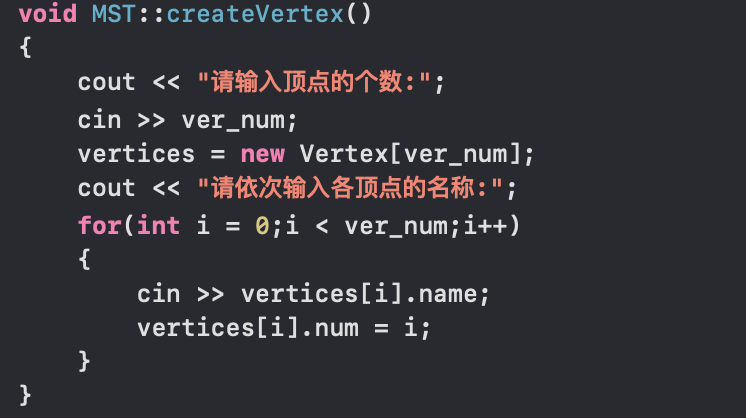 void MST::createVertex()
{
    cout << "请输入顶点的个数:";
    cin >> ver_num;
    vertices = new Vertex[ver_num];
    cout << "请依次输入各顶点的名称:";
    for(int i = 0;i < ver_num;i++)
    {
        cin >> vertices[i].name;
        vertices[i].num = i;
    }
}